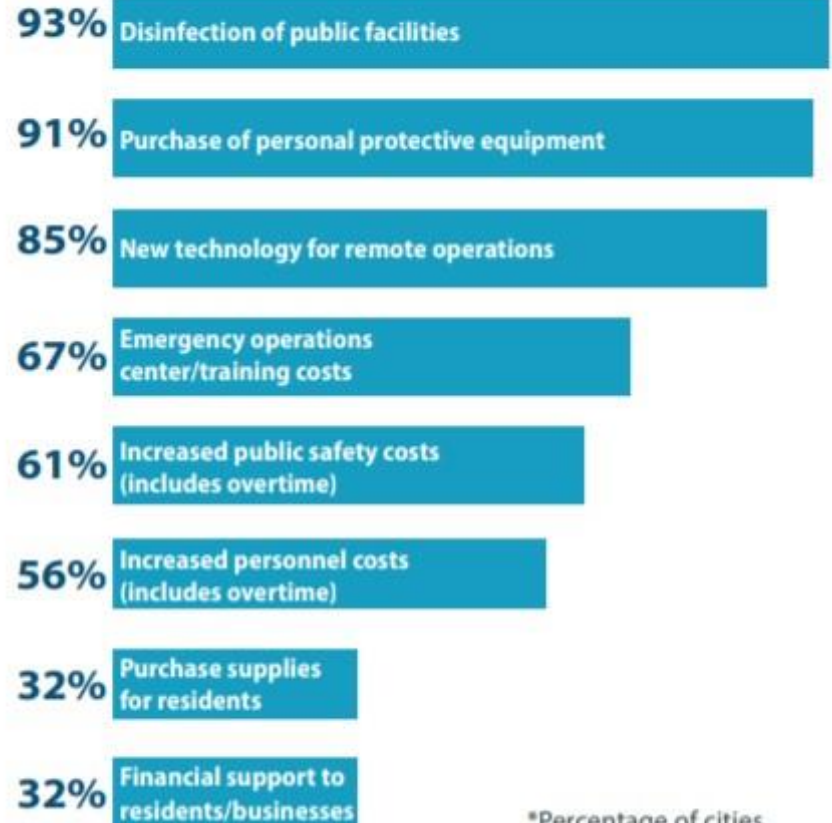 93% Disinfection of public facilities
91% Purchase of personal protective equipment
85% New technology for remote operations
67% Emergency operations
center/training costs
61% Increased public safety costs
(includes overtime)
56% Increased personnel costs
(includes overtime)
32% Purchase supplies
for residents
32% Financial support to
residents/businesses
*Percentage of cities